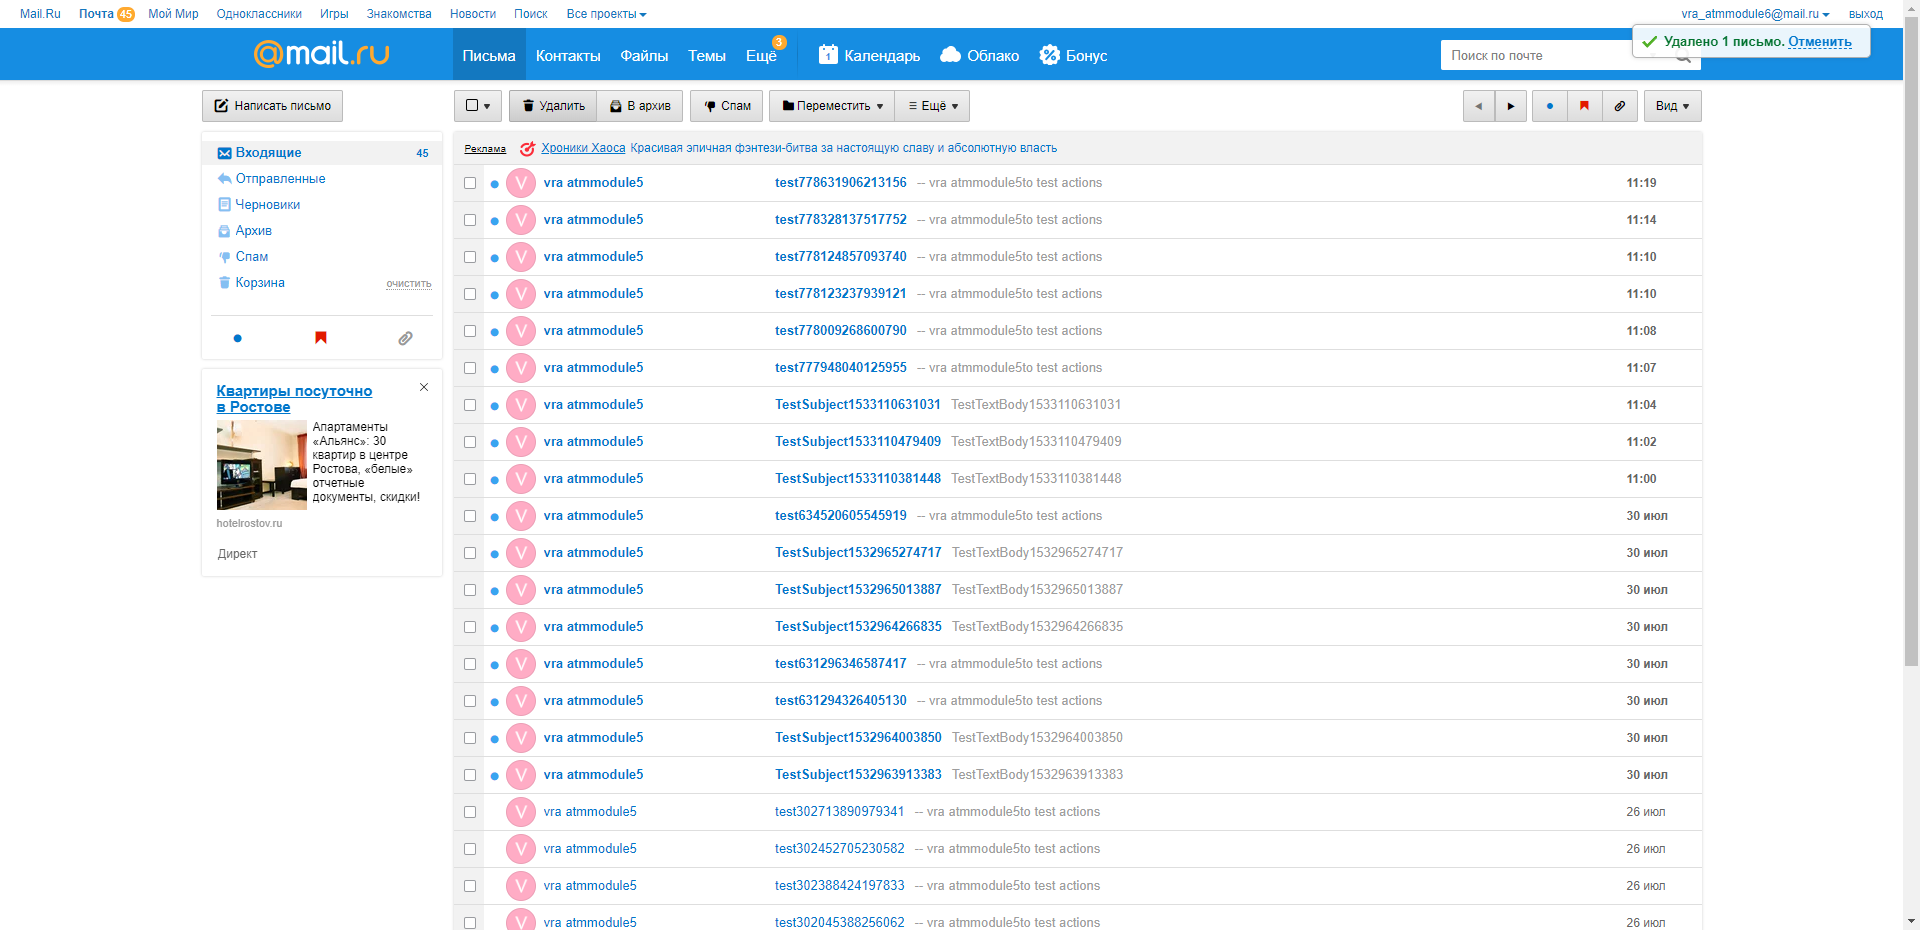 Mail.Ru Почта 45 Мой Мир Одноклассники Игры Знакомства Новости Поиск Все проекты vra_atmmodule6@mail.ru выход
@mail.ru Письма Контакты Файлы Темы Ещё 3 1 Календарь Облако Бонус Поиск по почте Удалено 1 письмо. Отменить
Написать письмо Удалить В архив Спам Переместить Ещё Вид
Входящие 45
Отправленные
Черновики
Архив
Спам
Корзина очистить
Квартиры посуточно
в Ростове
Апартаменты
«Альянс»: 30
квартир в центре
Ростова, «белые»
отчетные
документы, скидки!
hotelrostov.ru
Директ
Реклама Хроники Хаоса Красивая эпичная фэнтези-битва за настоящую славу и абсолютную власть
V vra atmmodule5 test778631906213156 -- vra atmmodule5to test actions 11:19
V vra atmmodule5 test778328137517752 -- vra atmmodule5to test actions 11:14
V vra atmmodule5 test778124857093740 -- vra atmmodule5to test actions 11:10
V vra atmmodule5 test778123237939121 -- vra atmmodule5to test actions 11:10
V vra atmmodule5 test778009268600790 -- vra atmmodule5to test actions 11:08
V vra atmmodule5 test777948040125955 -- vra atmmodule5to test actions 11:07
V vra atmmodule5 TestSubject1533110631031 TestTextBody1533110631031 11:04
V vra atmmodule5 TestSubject1533110479409 TestTextBody1533110479409 11:02
V vra atmmodule5 TestSubject1533110381448 TestTextBody1533110381448 11:00
V vra atmmodule5 test634520605545919 -- vra atmmodule5to test actions 30 июл
V vra atmmodule5 TestSubject1532965274717 TestTextBody1532965274717 30 июл
V vra atmmodule5 TestSubject1532965013887 TestTextBody1532965013887 30 июл
V vra atmmodule5 TestSubject1532964266835 TestTextBody1532964266835 30 июл
V vra atmmodule5 test631296346587417 -- vra atmmodule5to test actions 30 июл
V vra atmmodule5 test631294326405130 -- vra atmmodule5to test actions 30 июл
V vra atmmodule5 TestSubject1532964003850 TestTextBody1532964003850 30 июл
V vra atmmodule5 TestSubject1532963913383 TestTextBody1532963913383 30 июл
V vra atmmodule5 test302713890979341 -- vra atmmodule5to test actions 26 июл
V vra atmmodule5 test302452705230582 -- vra atmmodule5to test actions 26 июл
V vra atmmodule5 test302388424197833 -- vra atmmodule5to test actions 26 июл
V vra atmmodule5 test302045388256062 -- vra atmmodule5to test actions 26 июл